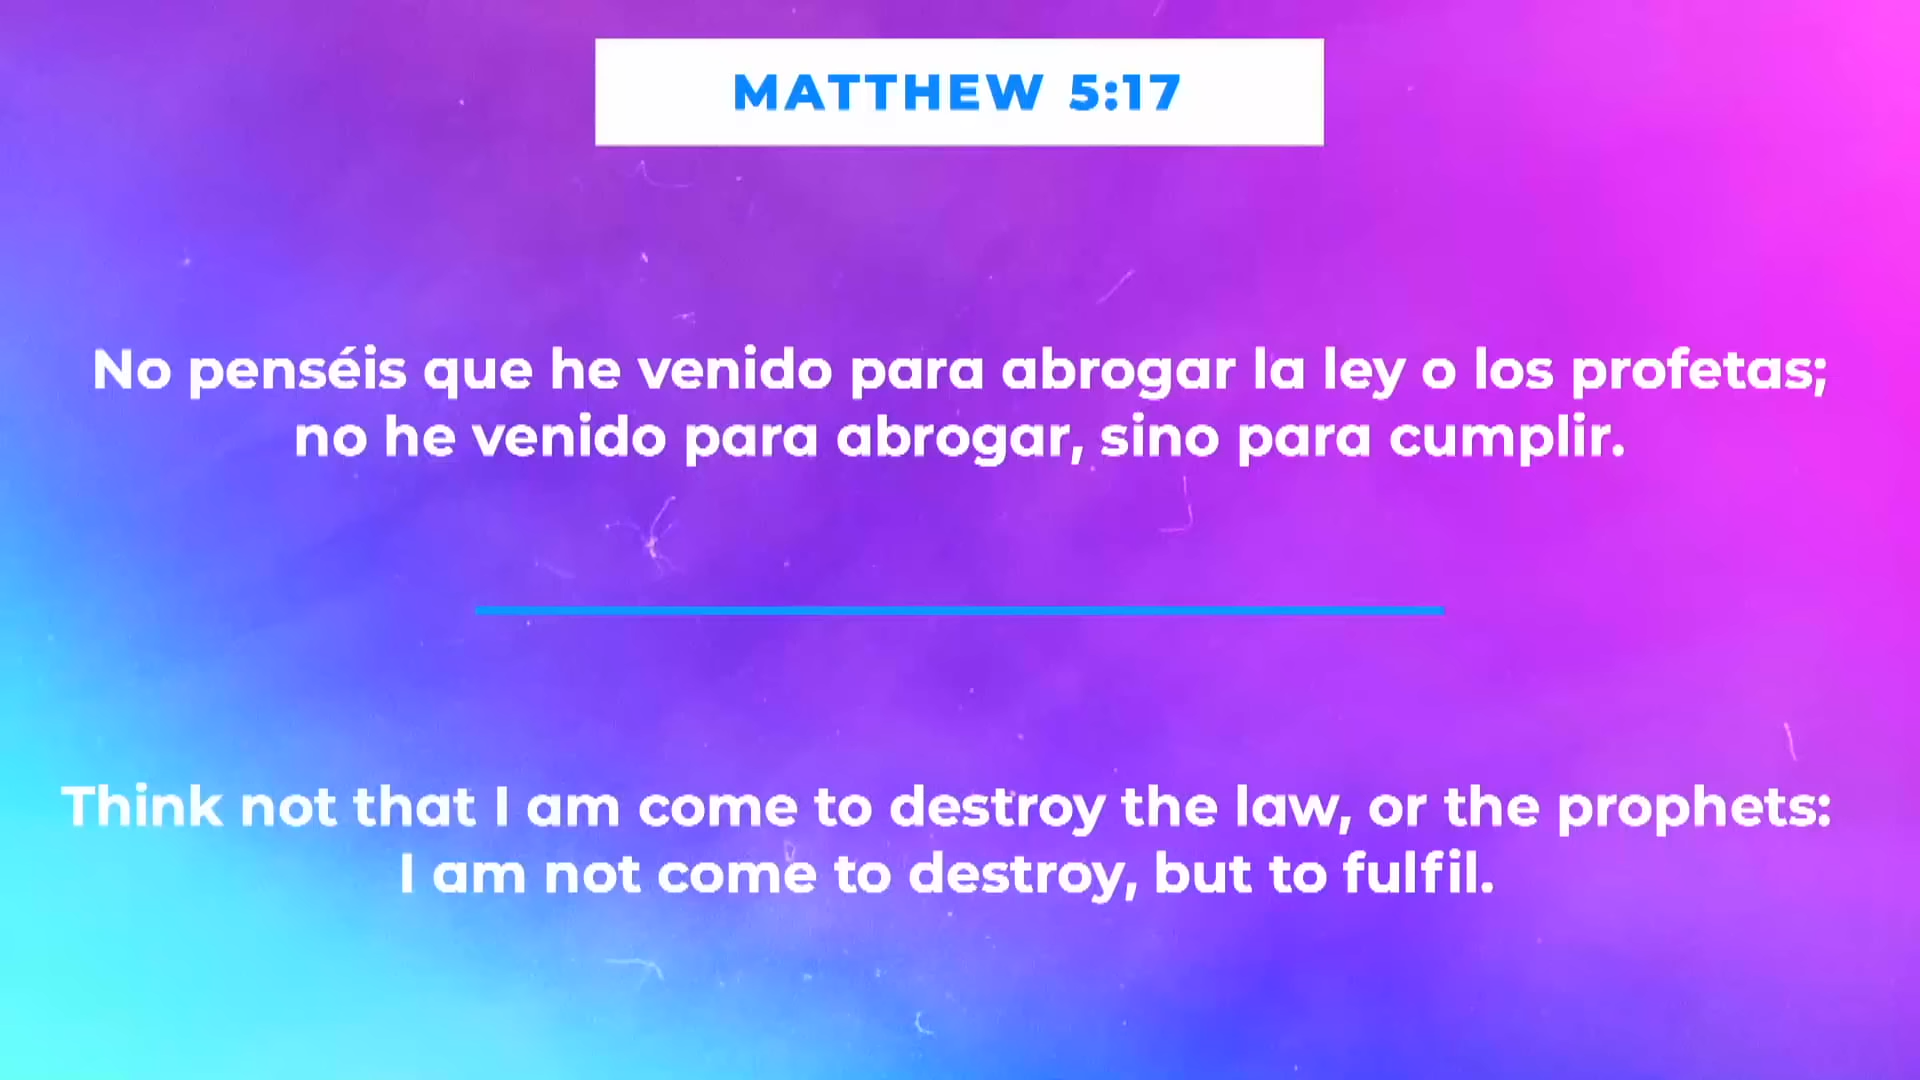 MATTHEW 5:17
No penséis que he venido para abrogar la ley o los profetas;
no he venido para abrogar, sino para cumplir.
Think not that I am come to destroy the law, or the prophets:
I am not come to destroy, but to fulfil.